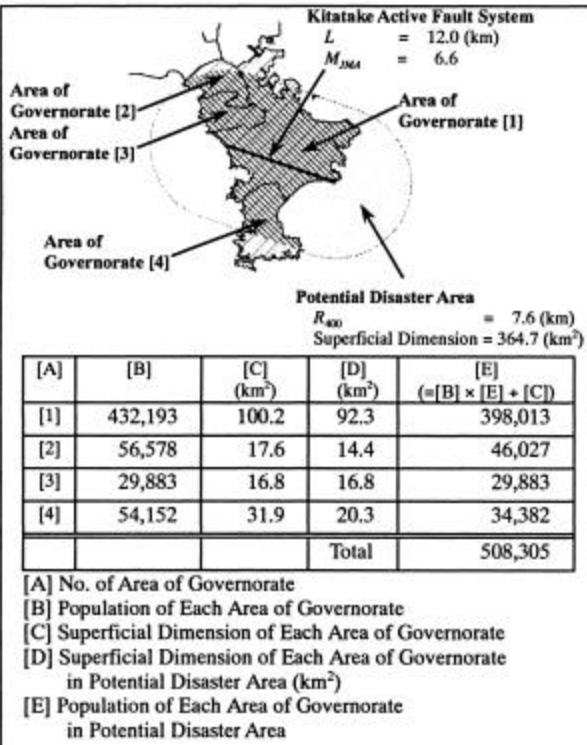 Kitatake Active Fault System
L = 12.0 (km)
M_JMA = 6.6
Area of
Governorate [2]
Area of
Governorate [3]
Area of
Governorate [1]
Area of
Governorate [4]
Potential Disaster Area
R_400 = 7.6 (km)
Superficial Dimension = 364.7 (km²)
[A] [B] [C] (km²) [D] (km²) [E] (=[B] × [E] ÷ [C])
[1] 432,193 100.2 92.3 398,013
[2] 56,578 17.6 14.4 46,027
[3] 29,883 16.8 16.8 29,883
[4] 54,152 31.9 20.3 34,382
Total 508,305
[A] No. of Area of Governorate
[B] Population of Each Area of Governorate
[C] Superficial Dimension of Each Area of Governorate
[D] Superficial Dimension of Each Area of Governorate
in Potential Disaster Area (km²)
[E] Population of Each Area of Governorate
in Potential Disaster Area